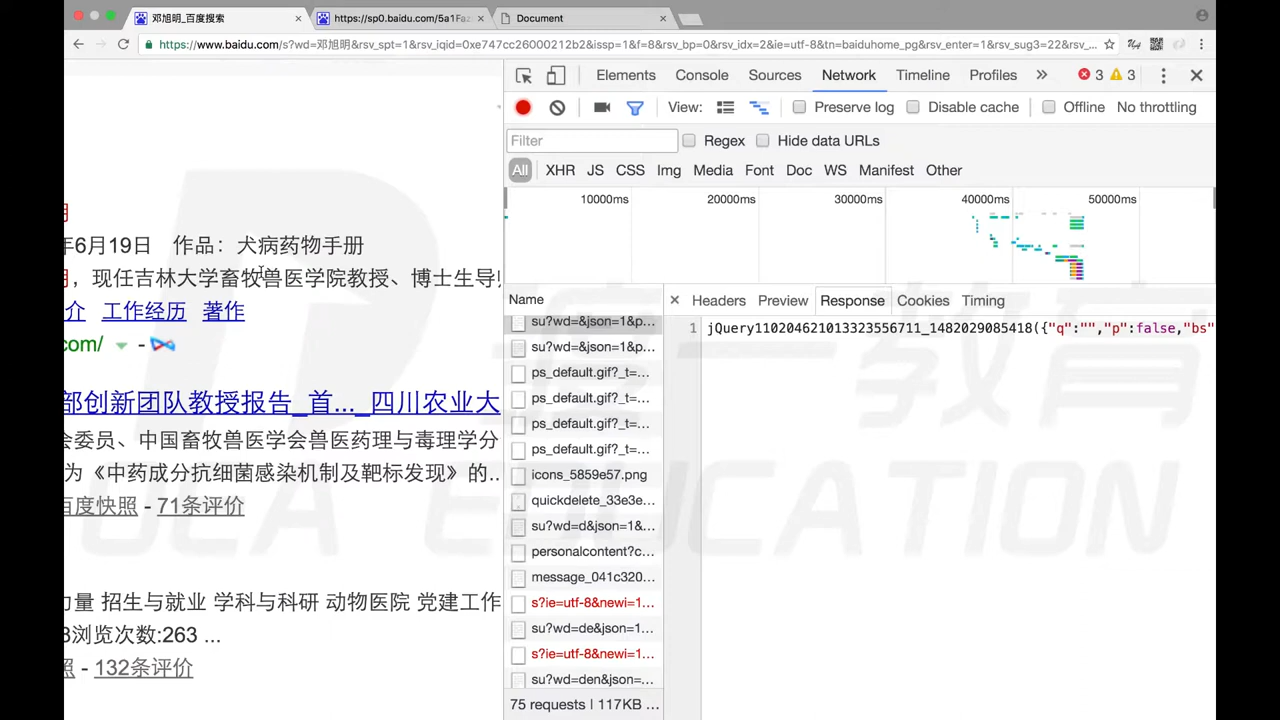 邓旭明_百度搜索
https://sp0.baidu.com/5a1Faz
Document
https://www.baidu.com/s?wd=邓旭明&rsv_spt=1&rsv_iqid=0xe747cc26000212b2&issp=1&f=8&rsv_bp=0&rsv_idx=2&ie=utf-8&tn=baiduhome_pg&rsv_enter=1&rsv_sug3=22&rsv_...
Elements Console Sources Network Timeline Profiles » 3 3
View: Preserve log Disable cache Offline No throttling
Filter Regex Hide data URLs
All XHR JS CSS Img Media Font Doc WS Manifest Other
10000ms 20000ms 30000ms 40000ms 50000ms
年6月19日 作品：犬病药物手册
，现任吉林大学畜牧兽医学院教授、博士生导
介 工作经历 著作
com/ -
部创新团队教授报告_首..._四川农业大
会委员、中国畜牧兽医学会兽医药理与毒理学分
为《中药成分抗细菌感染机制及靶标发现》的..
百度快照 - 71条评价
力量 招生与就业 学科与科研 动物医院 党建工作
8浏览次数:263 ...
照 - 132条评价
Name
su?wd=&json=1&p...
su?wd=&json=1&p...
ps_default.gif?_t=...
ps_default.gif?_t=...
ps_default.gif?_t=...
ps_default.gif?_t=...
icons_5859e57.png
quickdelete_33e3e...
su?wd=d&json=1&...
personalcontent?c...
message_041c320...
s?ie=utf-8&newi=1...
su?wd=de&json=1...
s?ie=utf-8&newi=1...
su?wd=den&json=...
75 requests | 117KB ...
× Headers Preview Response Cookies Timing
1 jQuery110204621013323556711_1482029085418({"q":"","p":false,"bs"
渡一教育
EDUCATION